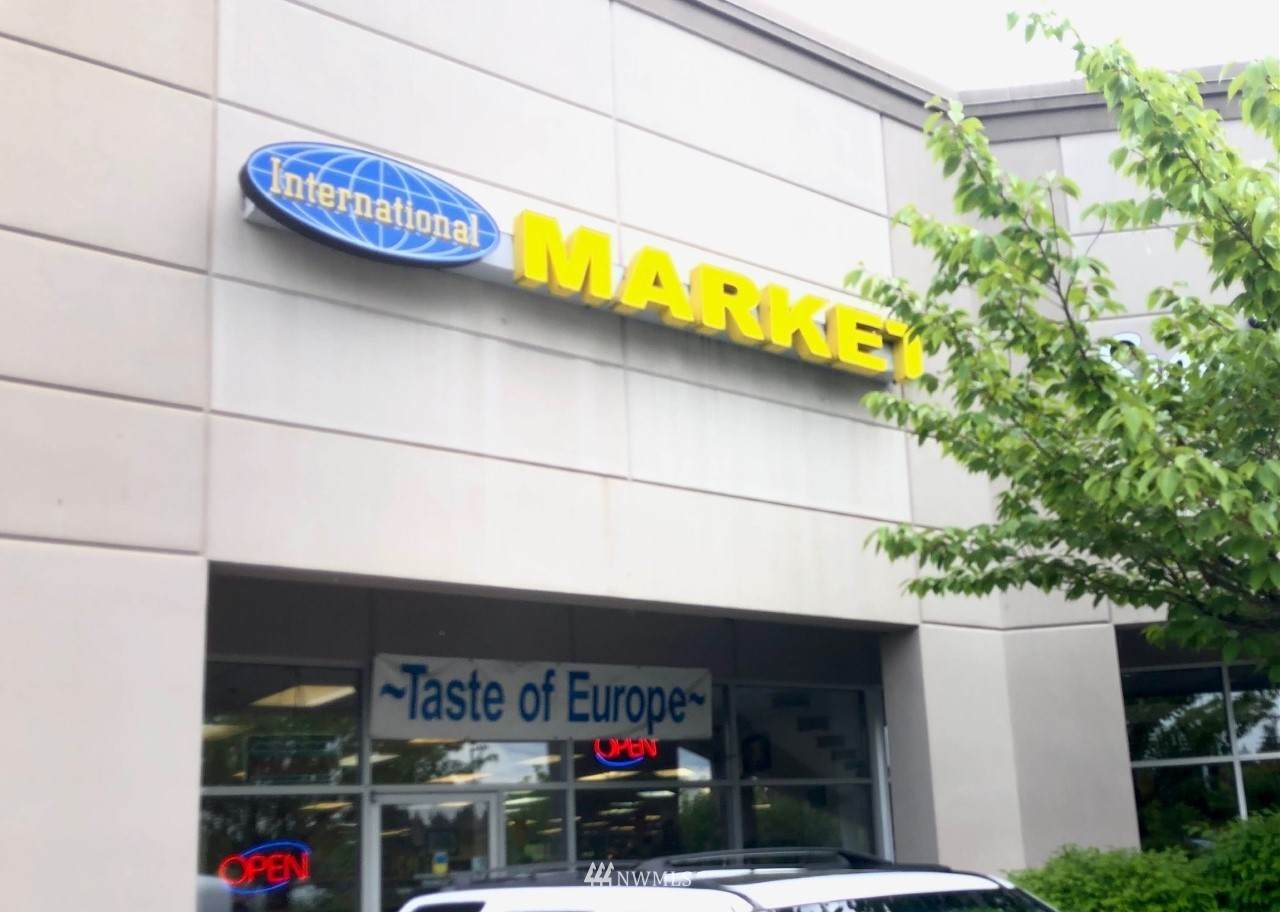 International
MARKET
~Taste of Europe~
OPEN
OPEN
NWMLS